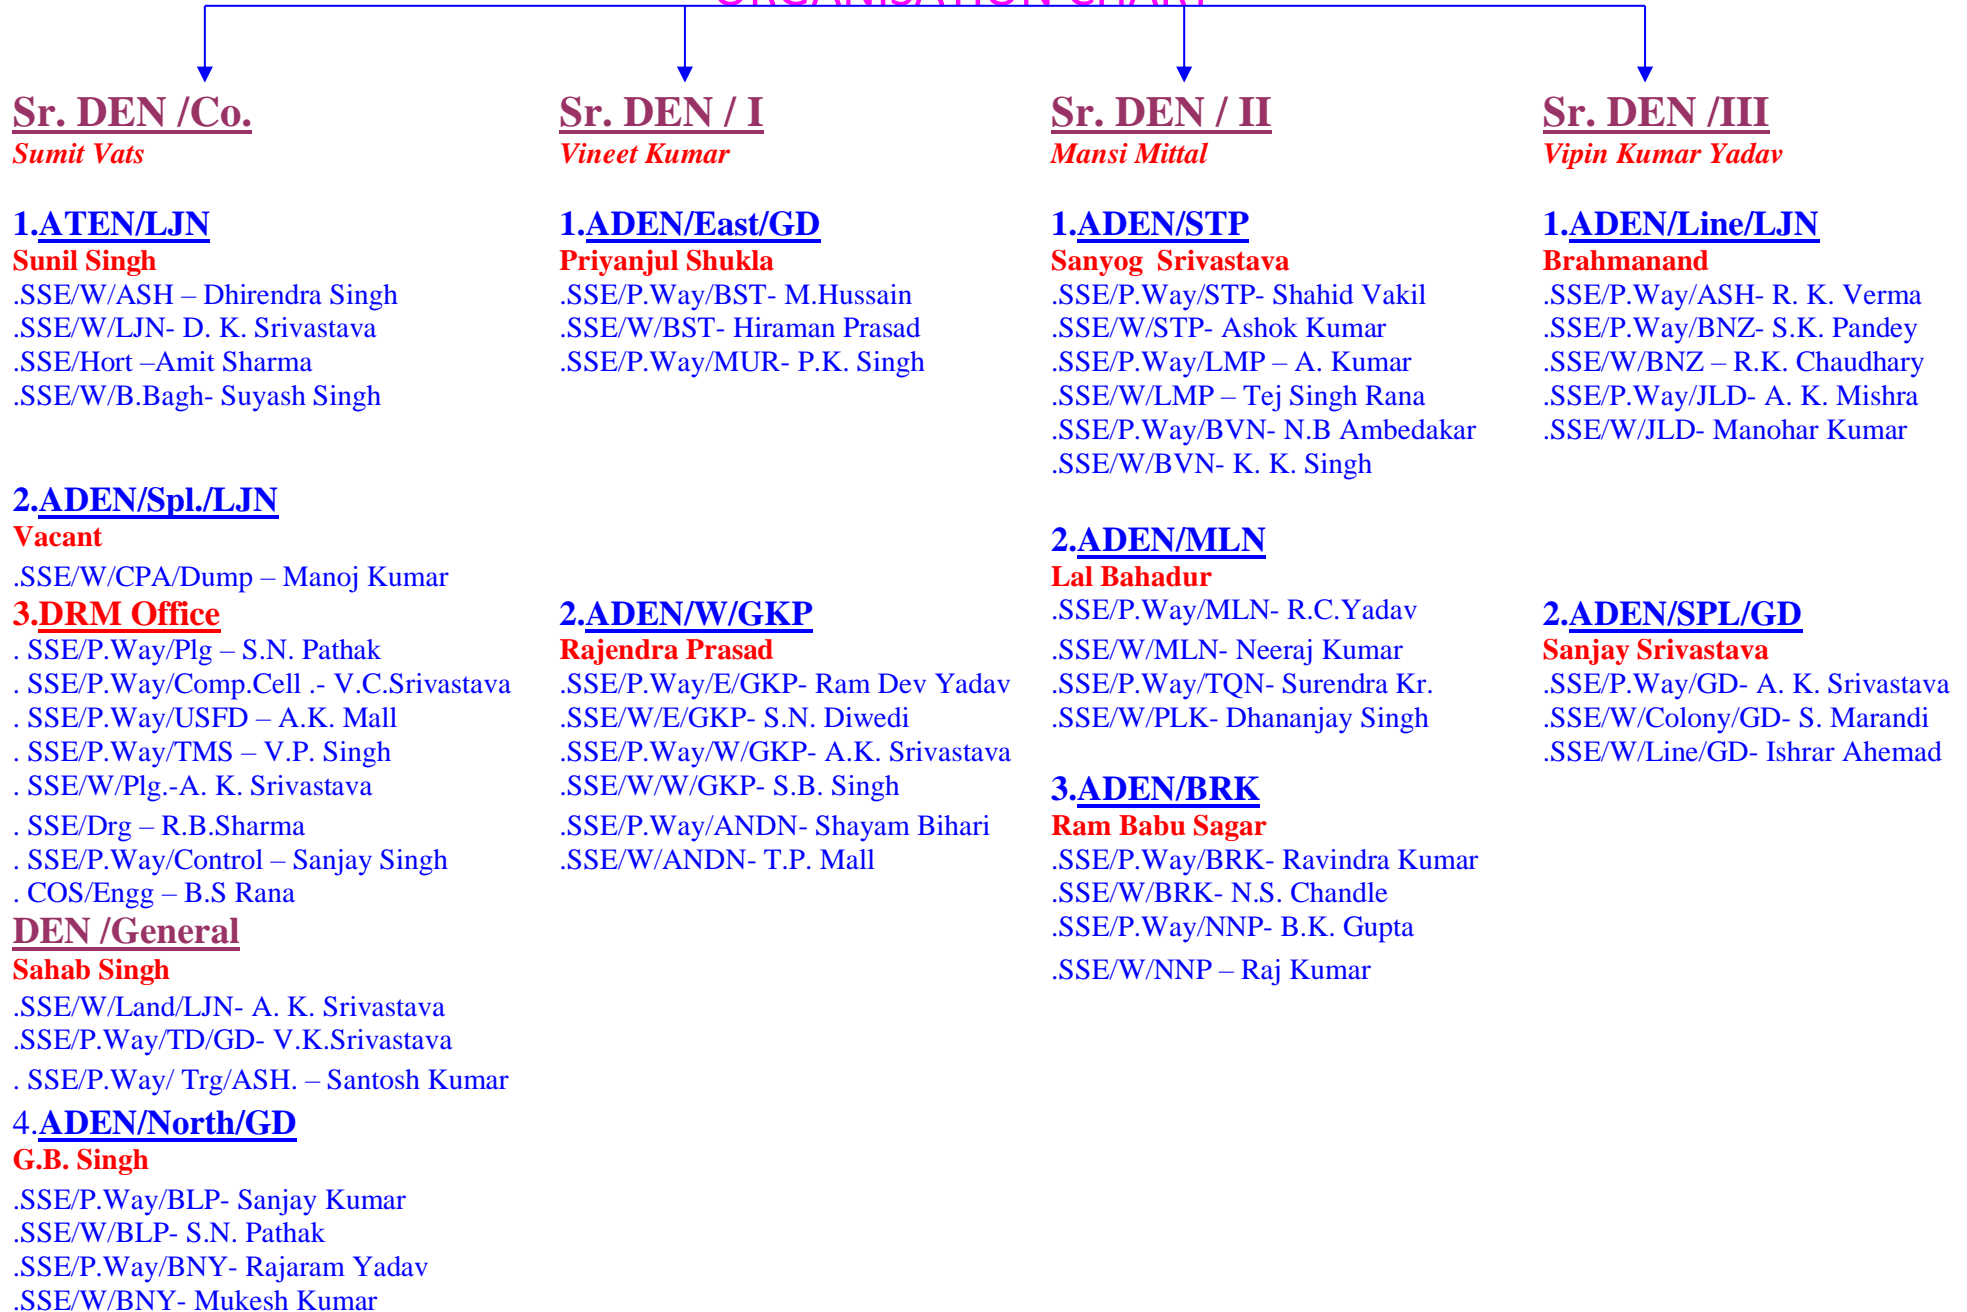 ORGANISATION CHART
Sr. DEN /Co.
Sumit Vats
1.ATEN/LJN
Sunil Singh
.SSE/W/ASH – Dhirendra Singh
.SSE/W/LJN- D. K. Srivastava
.SSE/Hort –Amit Sharma
.SSE/W/B.Bagh- Suyash Singh
2.ADEN/Spl./LJN
Vacant
.SSE/W/CPA/Dump – Manoj Kumar
3.DRM Office
. SSE/P.Way/Plg – S.N. Pathak
. SSE/P.Way/Comp.Cell .- V.C.Srivastava
. SSE/P.Way/USFD – A.K. Mall
. SSE/P.Way/TMS – V.P. Singh
. SSE/W/Plg.-A. K. Srivastava
. SSE/Drg – R.B.Sharma
. SSE/P.Way/Control – Sanjay Singh
. COS/Engg – B.S Rana
DEN /General
Sahab Singh
.SSE/W/Land/LJN- A. K. Srivastava
.SSE/P.Way/TD/GD- V.K.Srivastava
. SSE/P.Way/ Trg/ASH. – Santosh Kumar
4.ADEN/North/GD
G.B. Singh
.SSE/P.Way/BLP- Sanjay Kumar
.SSE/W/BLP- S.N. Pathak
.SSE/P.Way/BNY- Rajaram Yadav
.SSE/W/BNY- Mukesh Kumar
Sr. DEN / I
Vineet Kumar
1.ADEN/East/GD
Priyanjul Shukla
.SSE/P.Way/BST- M.Hussain
.SSE/W/BST- Hiraman Prasad
.SSE/P.Way/MUR- P.K. Singh
2.ADEN/W/GKP
Rajendra Prasad
.SSE/P.Way/E/GKP- Ram Dev Yadav
.SSE/W/E/GKP- S.N. Diwedi
.SSE/P.Way/W/GKP- A.K. Srivastava
.SSE/W/W/GKP- S.B. Singh
.SSE/P.Way/ANDN- Shayam Bihari
.SSE/W/ANDN- T.P. Mall
Sr. DEN / II
Mansi Mittal
1.ADEN/STP
Sanyog  Srivastava
.SSE/P.Way/STP- Shahid Vakil
.SSE/W/STP- Ashok Kumar
.SSE/P.Way/LMP – A. Kumar
.SSE/W/LMP – Tej Singh Rana
.SSE/P.Way/BVN- N.B Ambedakar
.SSE/W/BVN- K. K. Singh
2.ADEN/MLN
Lal Bahadur
.SSE/P.Way/MLN- R.C.Yadav
.SSE/W/MLN- Neeraj Kumar
.SSE/P.Way/TQN- Surendra Kr.
.SSE/W/PLK- Dhananjay Singh
3.ADEN/BRK
Ram Babu Sagar
.SSE/P.Way/BRK- Ravindra Kumar
.SSE/W/BRK- N.S. Chandle
.SSE/P.Way/NNP- B.K. Gupta
.SSE/W/NNP – Raj Kumar
Sr. DEN /III
Vipin Kumar Yadav
1.ADEN/Line/LJN
Brahmanand
.SSE/P.Way/ASH- R. K. Verma
.SSE/P.Way/BNZ- S.K. Pandey
.SSE/W/BNZ – R.K. Chaudhary
.SSE/P.Way/JLD- A. K. Mishra
.SSE/W/JLD- Manohar Kumar
2.ADEN/SPL/GD
Sanjay Srivastava
.SSE/P.Way/GD- A. K. Srivastava
.SSE/W/Colony/GD- S. Marandi
.SSE/W/Line/GD- Ishrar Ahemad